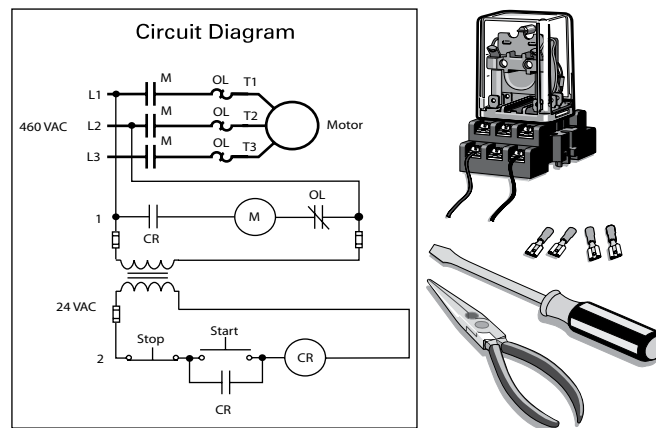 Circuit Diagram
M OL T1
L1
M OL T2
460 VAC L2 Motor
M OL T3
L3
OL
1 M
CR
24 VAC
Stop Start
2 CR
CR